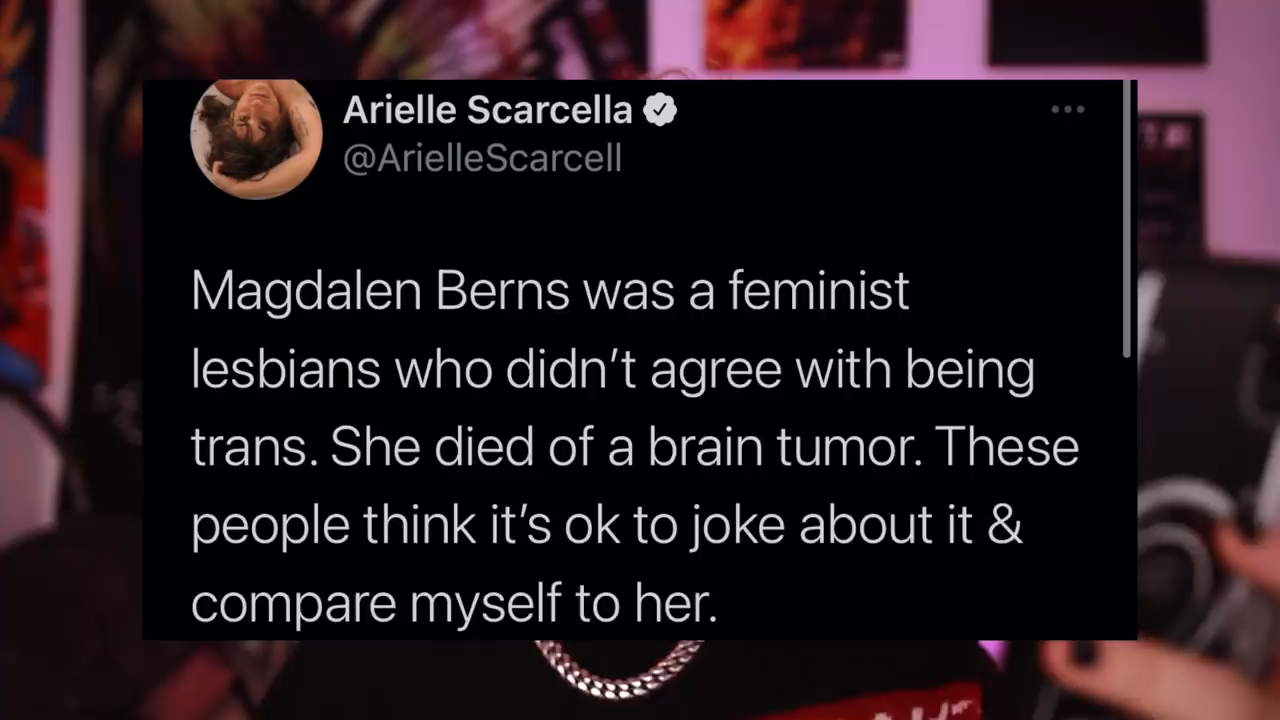 Arielle Scarcella
@ArielleScarcell
Magdalen Berns was a feminist
lesbians who didn't agree with being
trans. She died of a brain tumor. These
people think it's ok to joke about it &
compare myself to her.